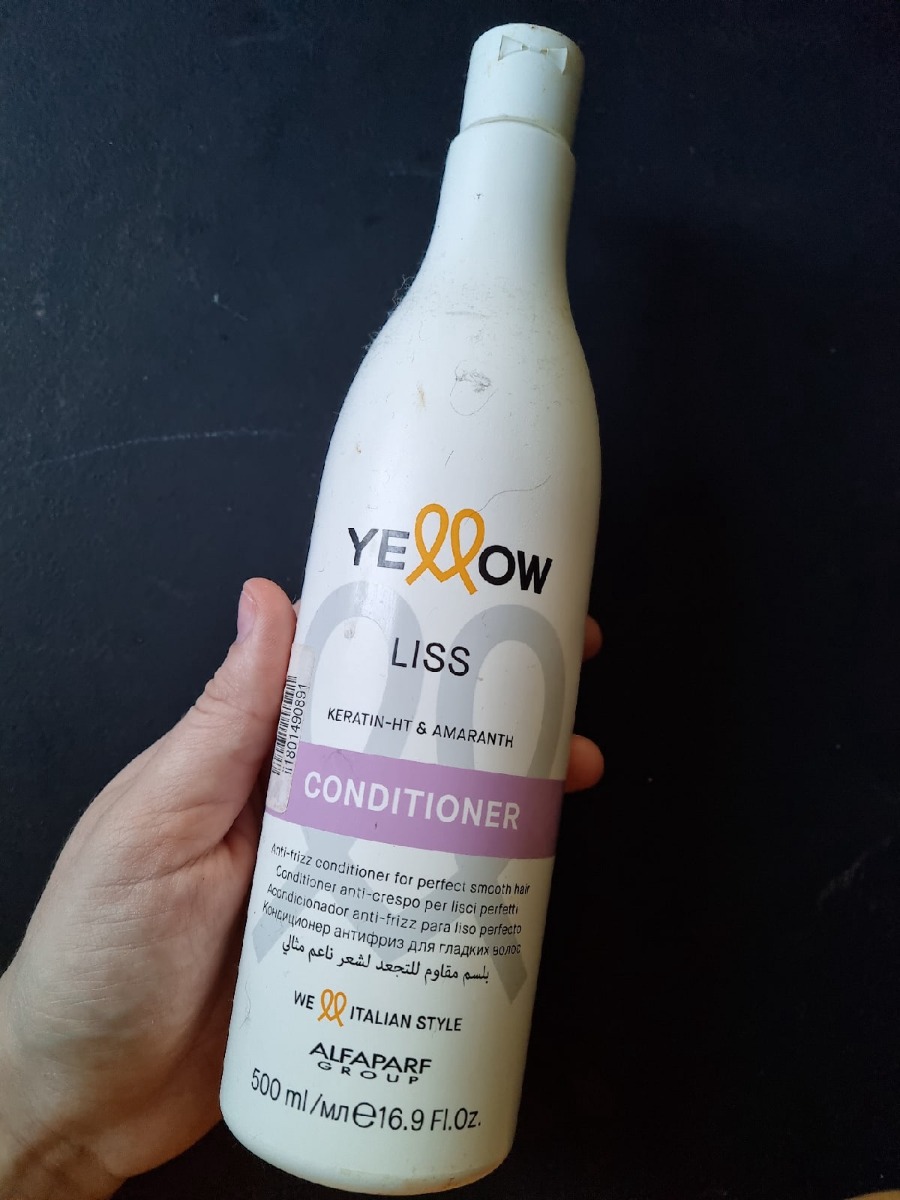 YELLOW
LISS
KERATIN-HT & AMARANTH
CONDITIONER
Anti-frizz conditioner for perfect smooth hair
Conditioner anti-crespo per lisci perfetti
Acondicionador anti-frizz para liso perfecto
Кондиционер антифриз для гладких волос
بلسم مقاوم للتجعد لشعر ناعم مثالي
WE ITALIAN STYLE
ALFAPARF
GROUP
500 ml/мл℮16.9 Fl.Oz.
1801490891